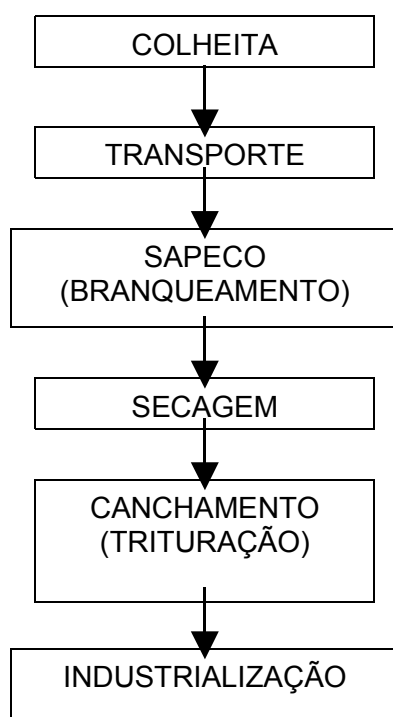 COLHEITA
TRANSPORTE
SAPECO
(BRANQUEAMENTO)
SECAGEM
CANCHAMENTO
(TRITURAÇÃO)
INDUSTRIALIZAÇÃO